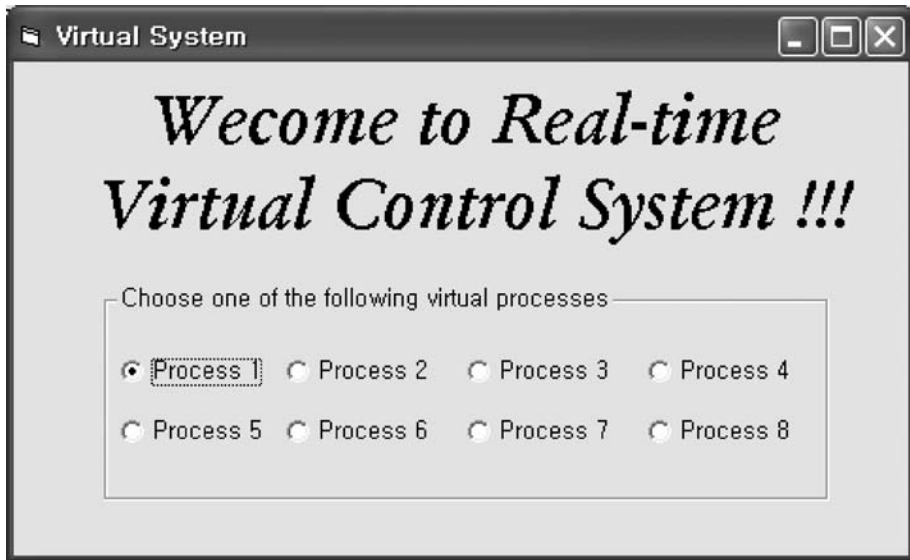 Virtual System
Wecome to Real-time
Virtual Control System !!!
Choose one of the following virtual processes
Process 1 Process 2 Process 3 Process 4
Process 5 Process 6 Process 7 Process 8